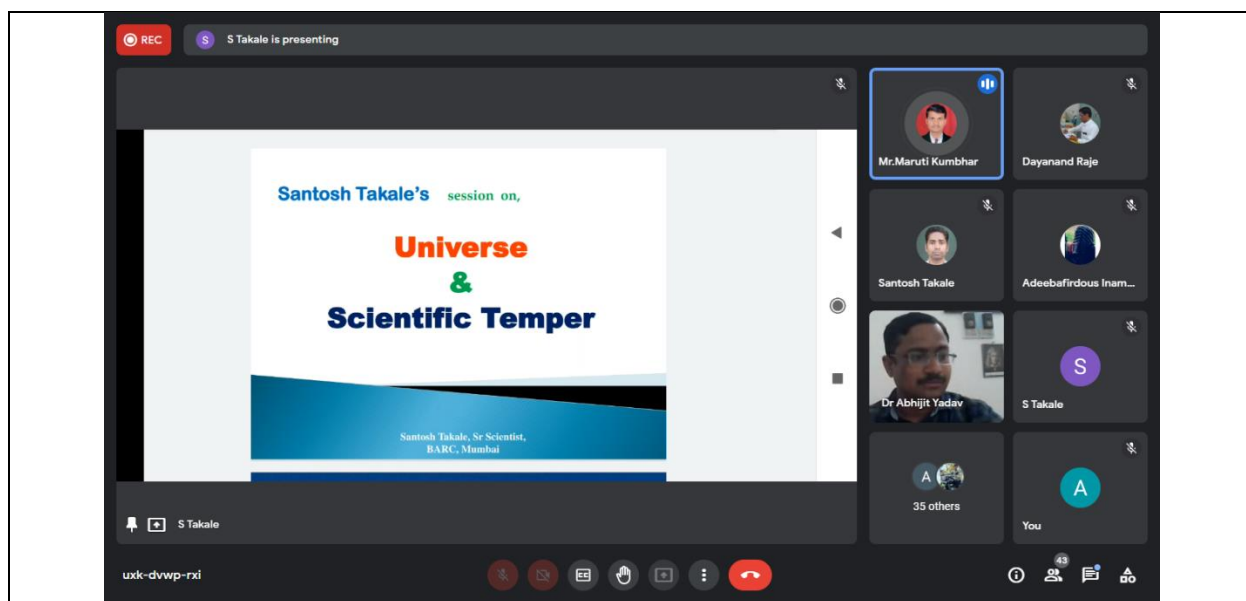 REC
S
S Takale is presenting
Santosh Takale's session on,
Universe
&
Scientific Temper
Santosh Takale, Sr Scientist,
BARC, Mumbai
S Takale
Mr.Maruti Kumbhar
Dayanand Raje
Santosh Takale
Adeebafirdous Inam...
Dr Abhijit Yadav
S
S Takale
A
35 others
A
You
uxk-dvwp-rxi
CC
43